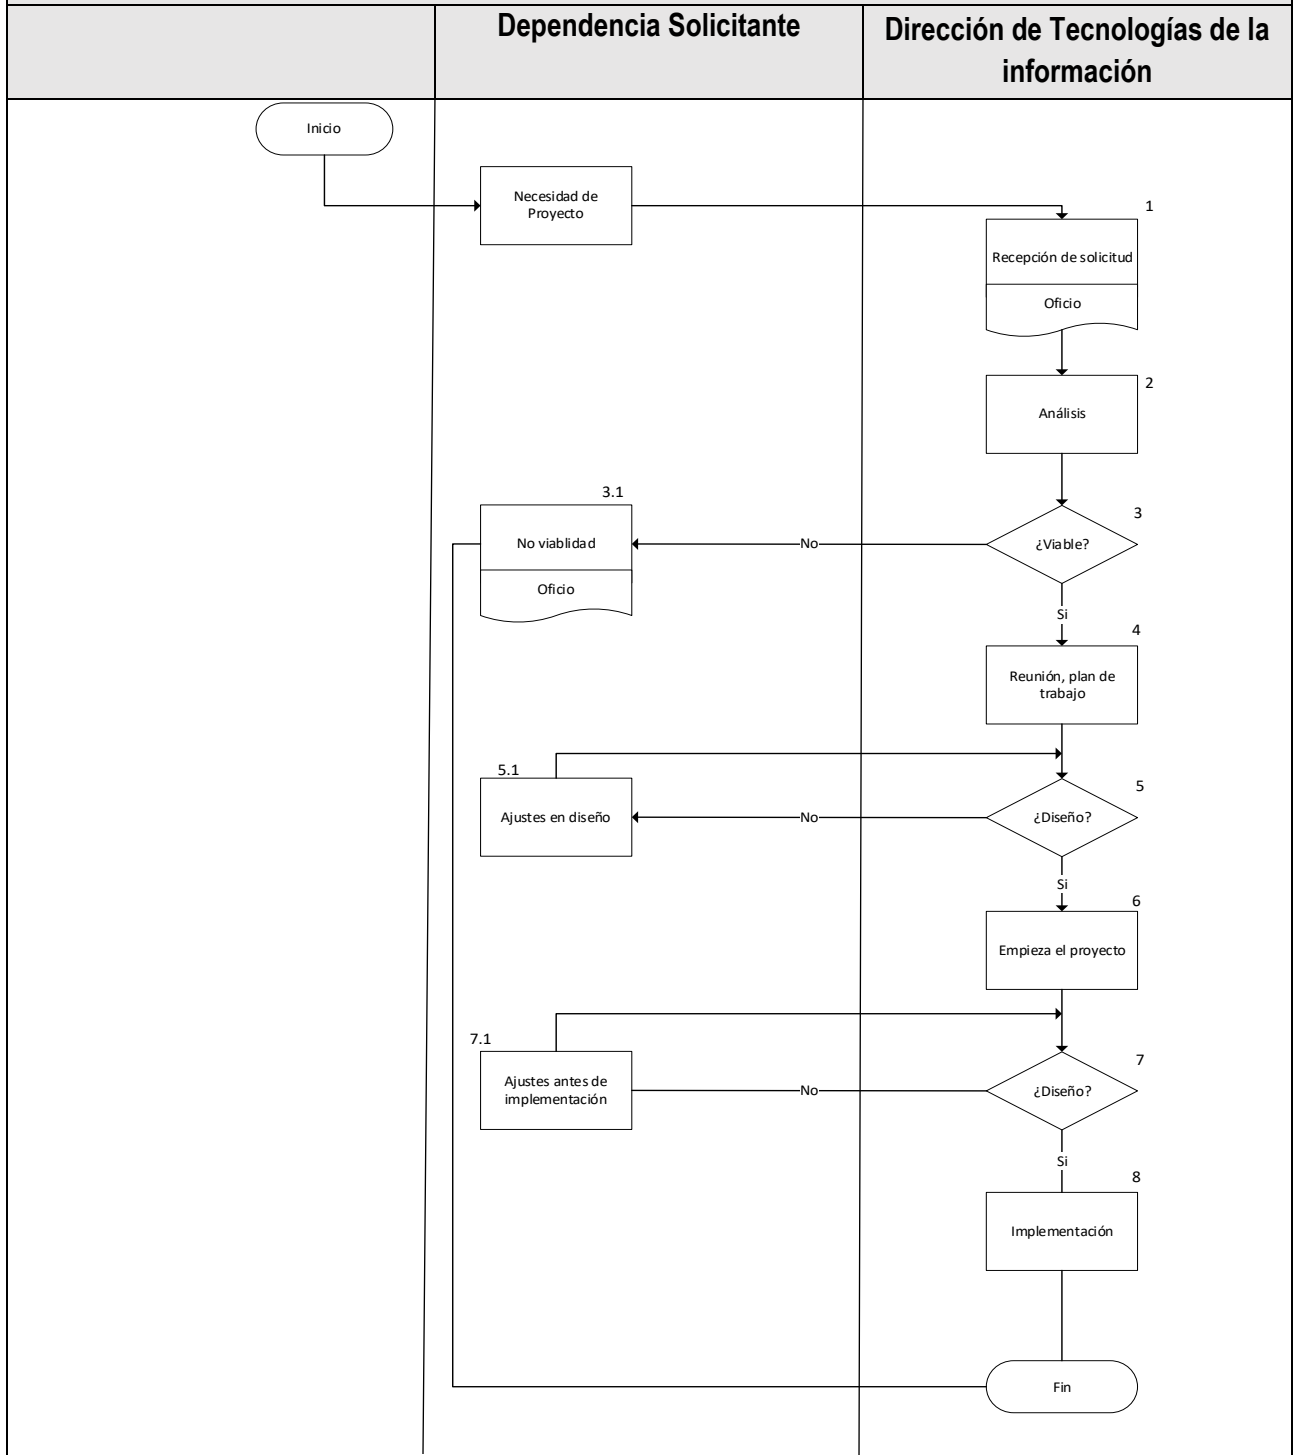 Dependencia Solicitante
Dirección de Tecnologías de la
información
Inicio
Necesidad de
Proyecto
1
Recepción de solicitud
Oficio
2
Análisis
3.1
No viablidad
Oficio
No
3
¿Viable?
Si
4
Reunión, plan de
trabajo
5.1
Ajustes en diseño
No
5
¿Diseño?
Si
6
Empieza el proyecto
7.1
Ajustes antes de
implementación
No
7
¿Diseño?
Si
8
Implementación
Fin